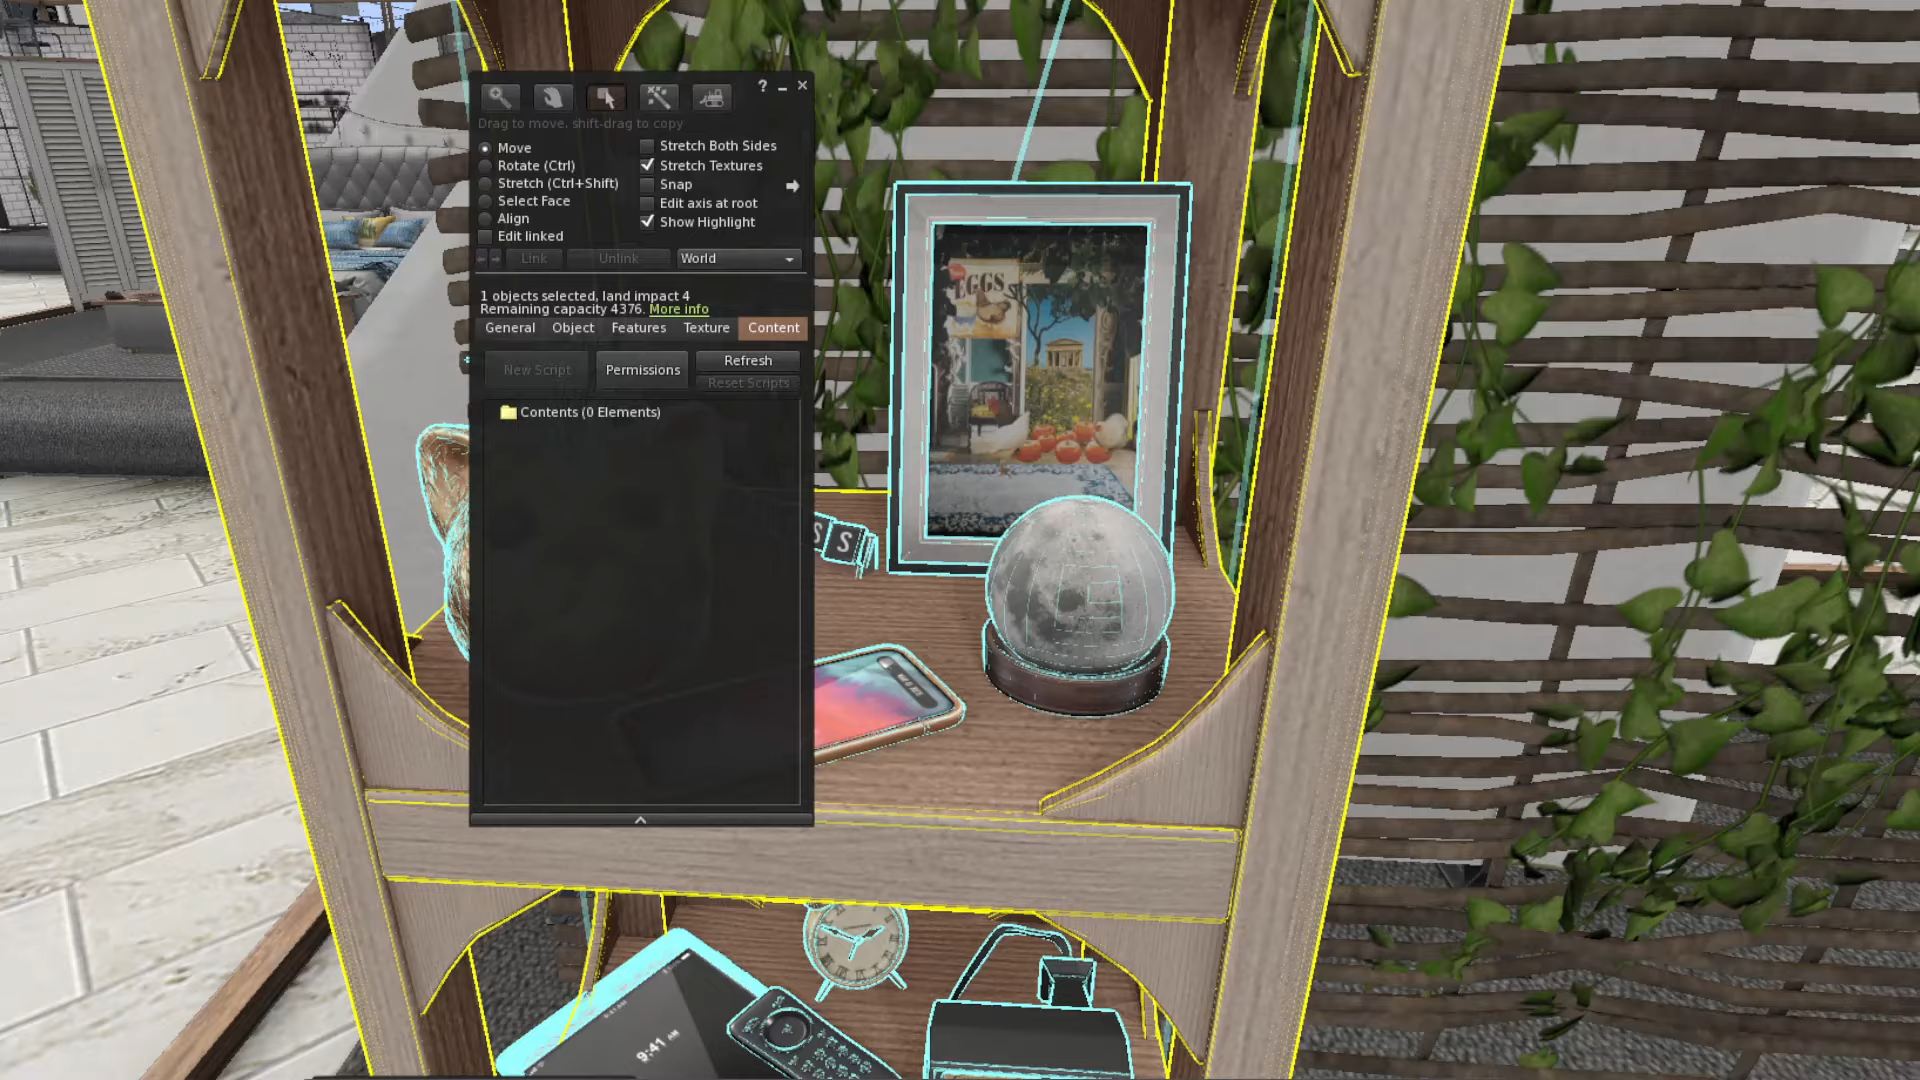 ?
Drag to move, shift-drag to copy
Move
Rotate (Ctrl)
Stretch (Ctrl+Shift)
Select Face
Align
Edit linked
Stretch Both Sides
Stretch Textures
Snap
Edit axis at root
Show Highlight
Link
Unlink
World
1 objects selected, land impact 4
Remaining capacity 4376. More info
General
Object
Features
Texture
Content
New Script
Permissions
Refresh
Reset Scripts
Contents (0 Elements)
EGGS
S S
9:41 AM